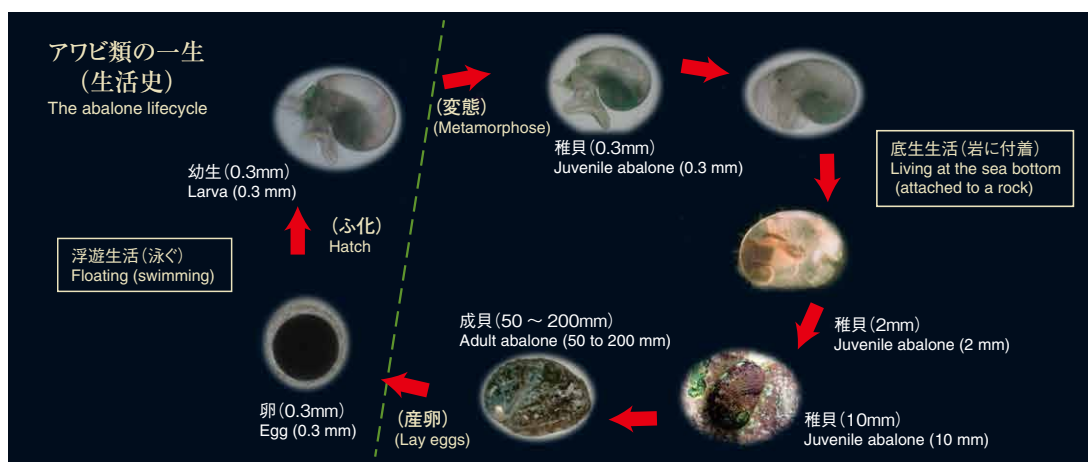 アワビ類の一生
(生活史)
The abalone lifecycle
幼生(0.3mm)
Larva (0.3 mm)
(変態)
(Metamorphose)
稚貝(0.3mm)
Juvenile abalone (0.3 mm)
底生生活(岩に付着)
Living at the sea bottom
(attached to a rock)
浮遊生活(泳ぐ)
Floating (swimming)
(ふ化)
Hatch
稚貝(2mm)
Juvenile abalone (2 mm)
成貝(50 ~ 200mm)
Adult abalone (50 to 200 mm)
卵(0.3mm)
Egg (0.3 mm)
(産卵)
(Lay eggs)
稚貝(10mm)
Juvenile abalone (10 mm)